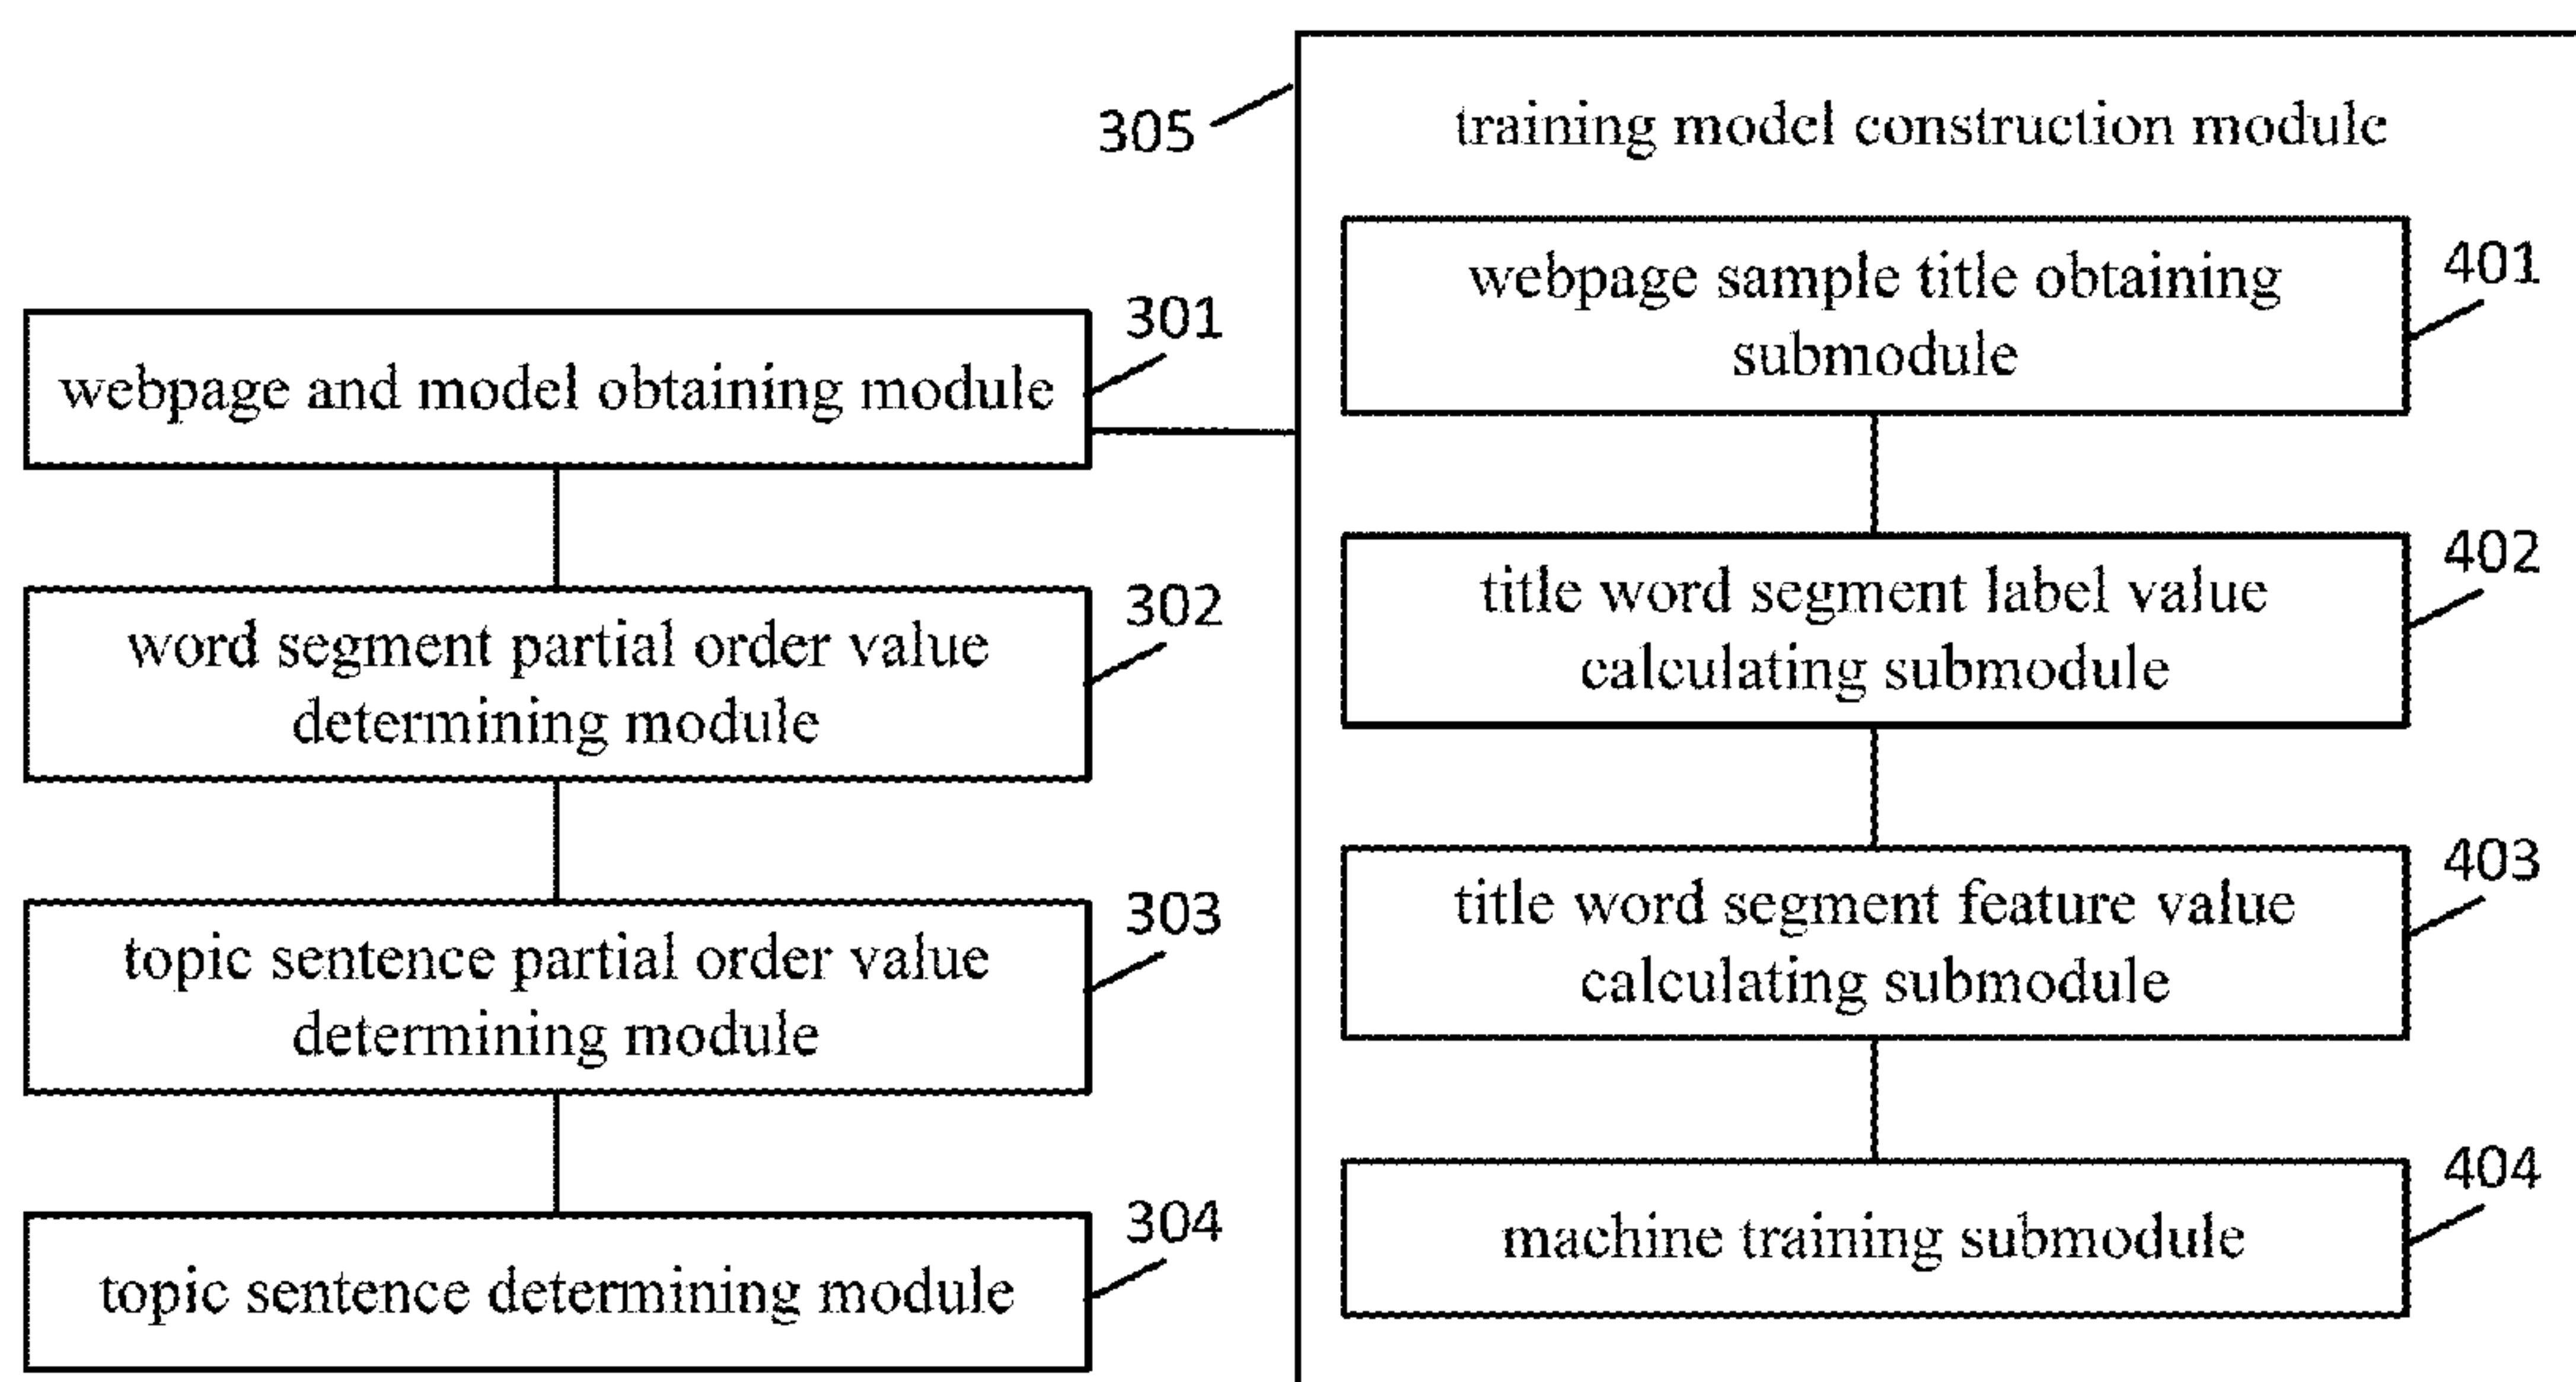 305
training model construction module
webpage sample title obtaining
submodule
401
301
webpage and model obtaining module
402
title word segment label value
calculating submodule
302
word segment partial order value
determining module
403
title word segment feature value
calculating submodule
303
topic sentence partial order value
determining module
404
machine training submodule
304
topic sentence determining module